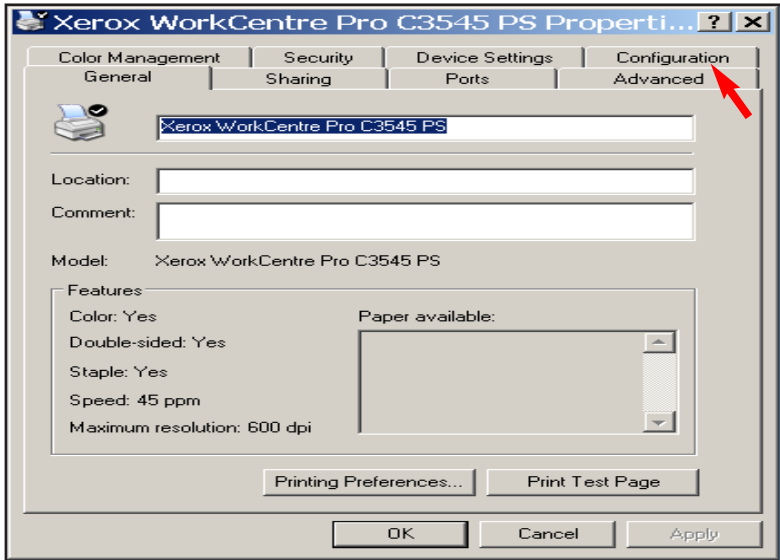 Xerox WorkCentre Pro C3545 PS Properti... ? X
Color Management Security Device Settings Configuration
General Sharing Ports Advanced
Xerox WorkCentre Pro C3545 PS
Location:
Comment:
Model: Xerox WorkCentre Pro C3545 PS
Features
Color: Yes Paper available:
Double-sided: Yes
Staple: Yes
Speed: 45 ppm
Maximum resolution: 600 dpi
Printing Preferences... Print Test Page
OK Cancel Apply